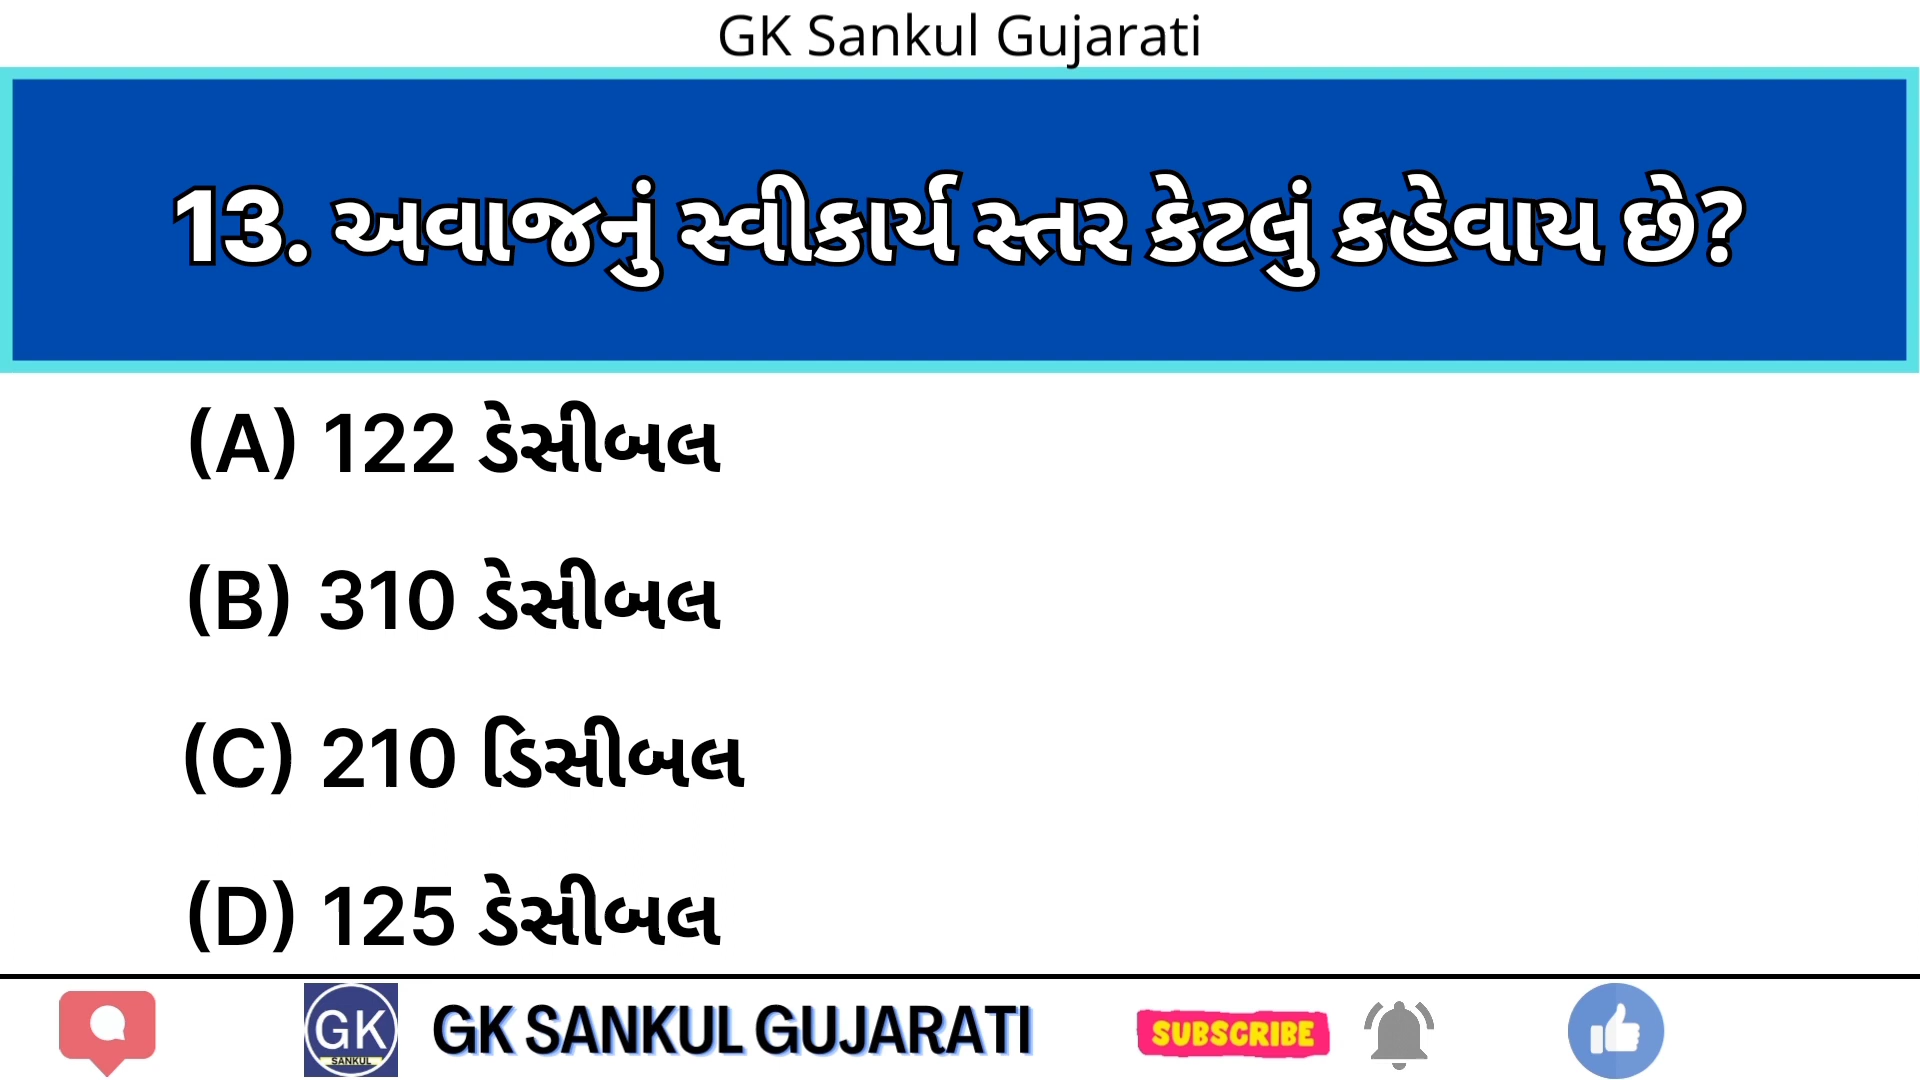 GK Sankul Gujarati
13. અવાજનું સ્વીકાર્ય સ્તર કેટલું કહેવાય છે?
(A) 122 ડેસીબલ
(B) 310 ડેસીબલ
(C) 210 ડિસીબલ
(D) 125 ડેસીબલ
GK
SANKUL
GK SANKUL GUJARATI
SUBSCRIBE